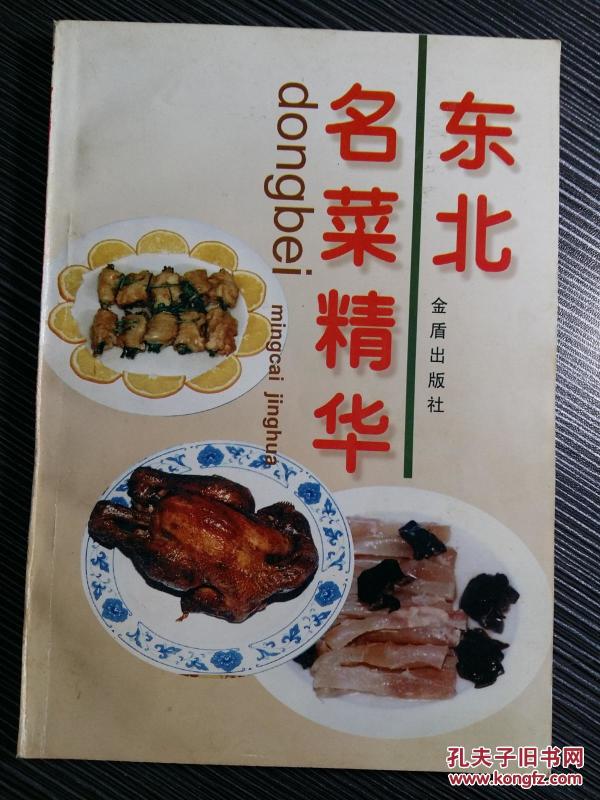 东北
名菜精华
dongbei
mingcai jinghua
金盾出版社
孔夫子旧书网
www.kongfz.com